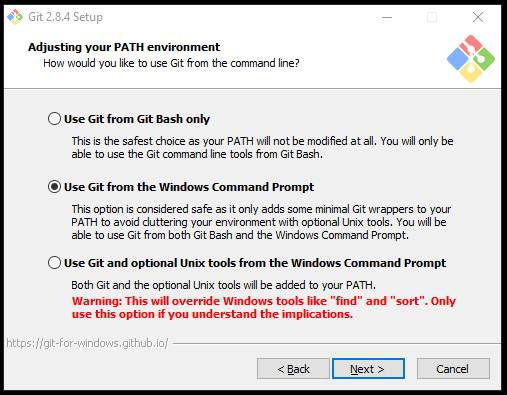 Git 2.8.4 Setup
Adjusting your PATH environment
How would you like to use Git from the command line?
Use Git from Git Bash only
This is the safest choice as your PATH will not be modified at all. You will only be
able to use the Git command line tools from Git Bash.
Use Git from the Windows Command Prompt
This option is considered safe as it only adds some minimal Git wrappers to your
PATH to avoid cluttering your environment with optional Unix tools. You will be
able to use Git from both Git Bash and the Windows Command Prompt.
Use Git and optional Unix tools from the Windows Command Prompt
Both Git and the optional Unix tools will be added to your PATH.
Warning: This will override Windows tools like "find" and "sort". Only
use this option if you understand the implications.
https://git-for-windows.github.io/
< Back Next > Cancel